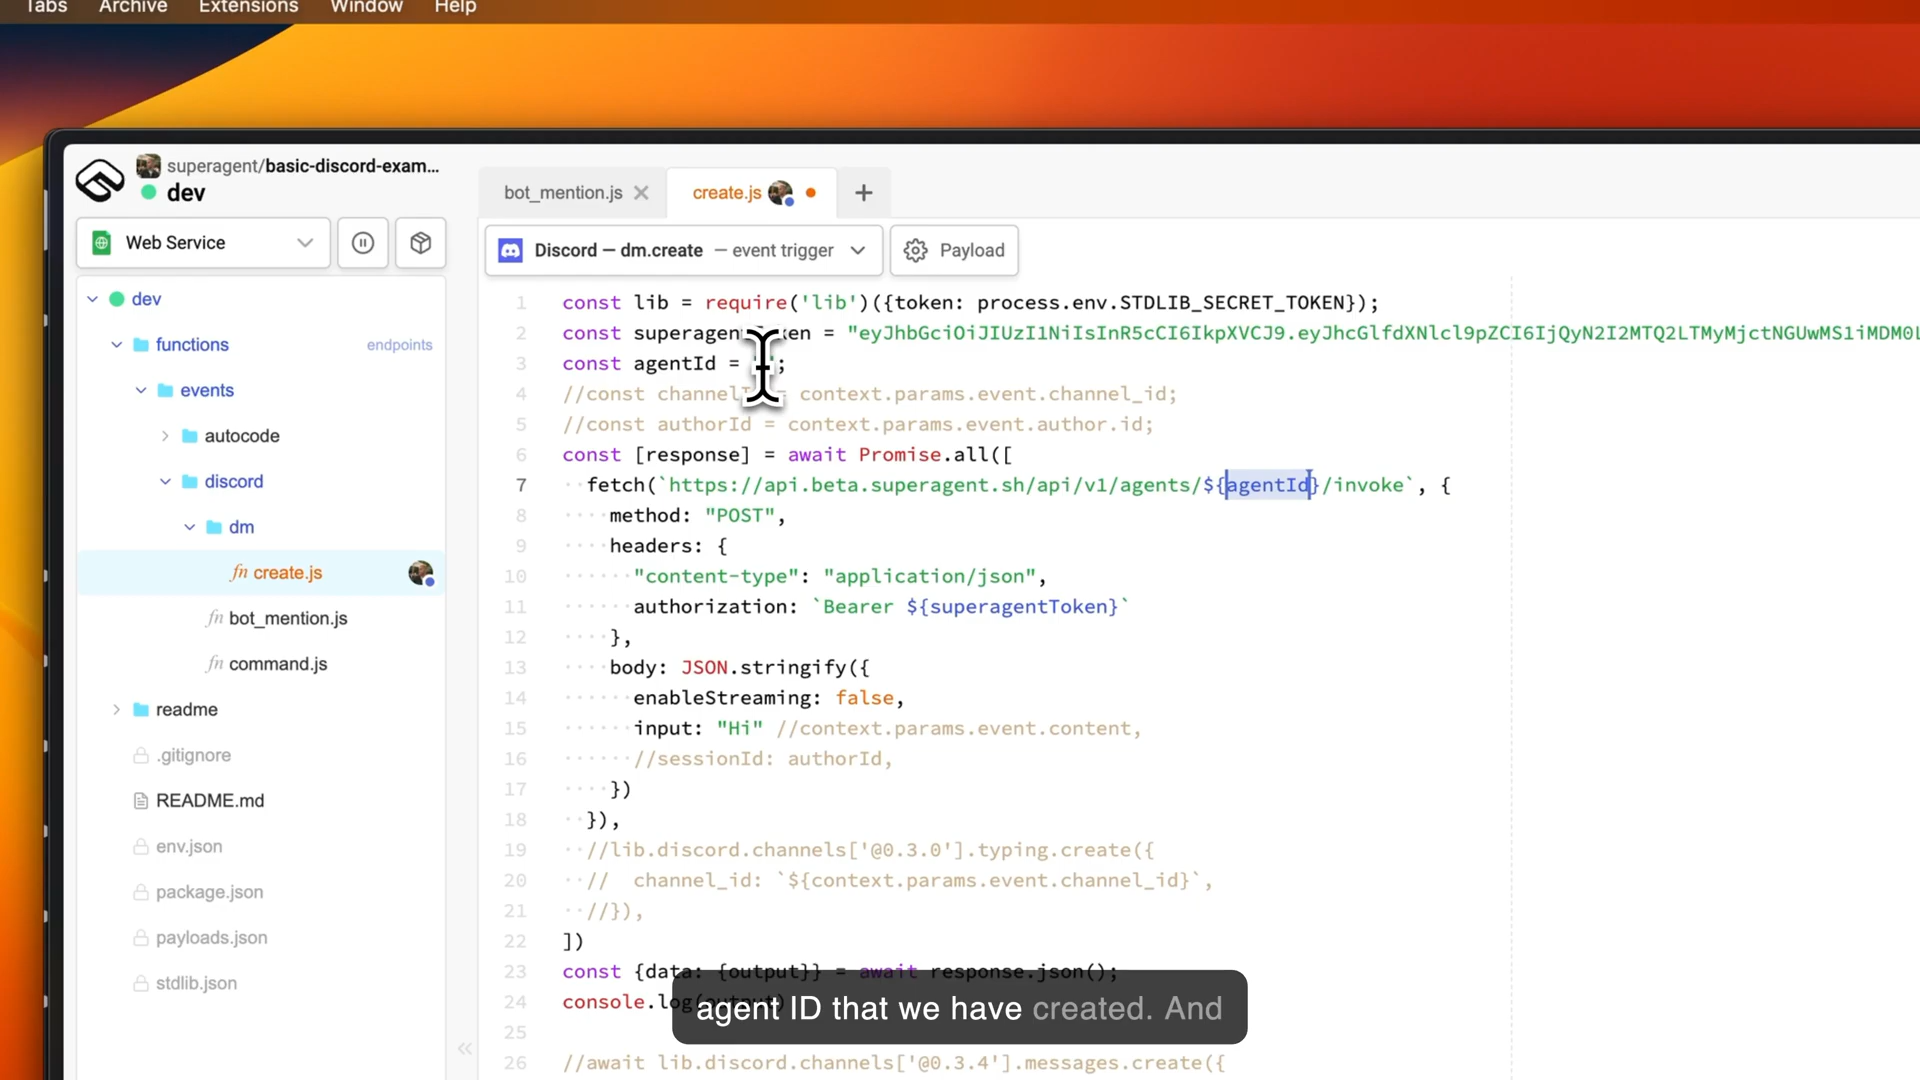 Tabs Archive Extensions Window Help
superagent/basic-discord-exam...
dev
bot_mention.js
create.js
Web Service
Discord — dm.create — event trigger
Payload
dev
functions endpoints
events
autocode
discord
dm
fn create.js
fn bot_mention.js
fn command.js
readme
.gitignore
README.md
env.json
package.json
payloads.json
stdlib.json
1 const lib = require('lib')({token: process.env.STDLIB_SECRET_TOKEN});
2 const superagentToken = "eyJhbGciOiJIUzI1NiIsInR5cCI6IkpXVCJ9.eyJhcGlfdXNlcl9pZCI6IjQyN2I2MTQ2LTMyMjctNGUwMS1iMDM0L
3 const agentId = ;
4 //const channelI = context.params.event.channel_id;
5 //const authorId = context.params.event.author.id;
6 const [response] = await Promise.all([
7 fetch(`https://api.beta.superagent.sh/api/v1/agents/${agentId}/invoke`, {
8 method: "POST",
9 headers: {
10 "content-type": "application/json",
11 authorization: `Bearer ${superagentToken}`
12 },
13 body: JSON.stringify({
14 enableStreaming: false,
15 input: "Hi" //context.params.event.content,
16 //sessionId: authorId,
17 })
18 }),
19 //lib.discord.channels['@0.3.0'].typing.create({
20 // channel_id: `${context.params.event.channel_id}`,
21 //}),
22 ])
23 const {data: {output}} = await response.json();
24 console.log(output)
25
26 //await lib.discord.channels['@0.3.4'].messages.create({
agent ID that we have created. And